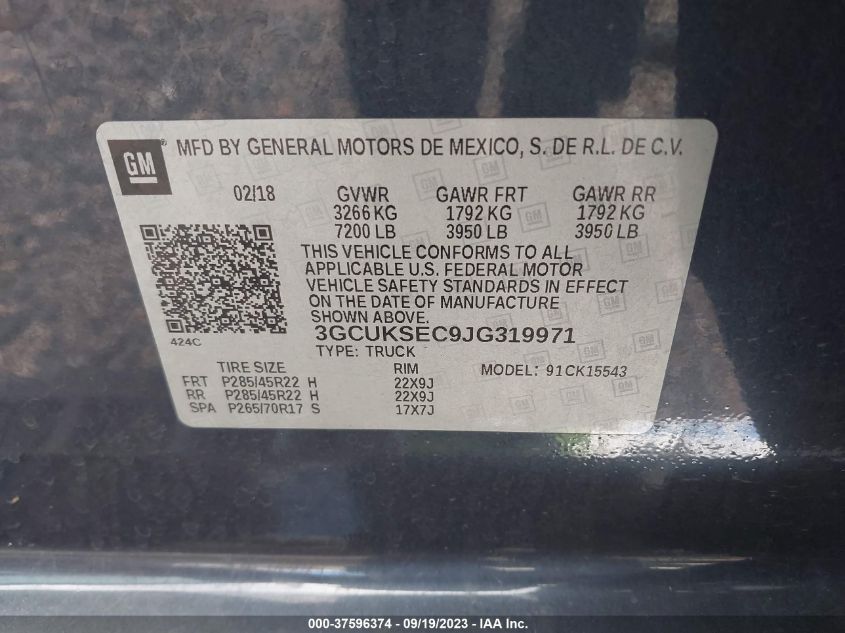 GM ® MFD BY GENERAL MOTORS DE MEXICO, S. DE R.L. DE C.V.
02/18 GVWR GAWR FRT GAWR RR
3266 KG 1792 KG 1792 KG
7200 LB 3950 LB 3950 LB
THIS VEHICLE CONFORMS TO ALL
APPLICABLE U.S. FEDERAL MOTOR
VEHICLE SAFETY STANDARDS IN EFFECT
ON THE DATE OF MANUFACTURE
SHOWN ABOVE.
424C
3GCUKSEC9JG319971
TYPE: TRUCK
TIRE SIZE RIM MODEL: 91CK15543
FRT P285/45R22 H 22X9J
RR P285/45R22 H 22X9J
SPA P265/70R17 S 17X7J
000-37596374 - 09/19/2023 - IAA Inc.